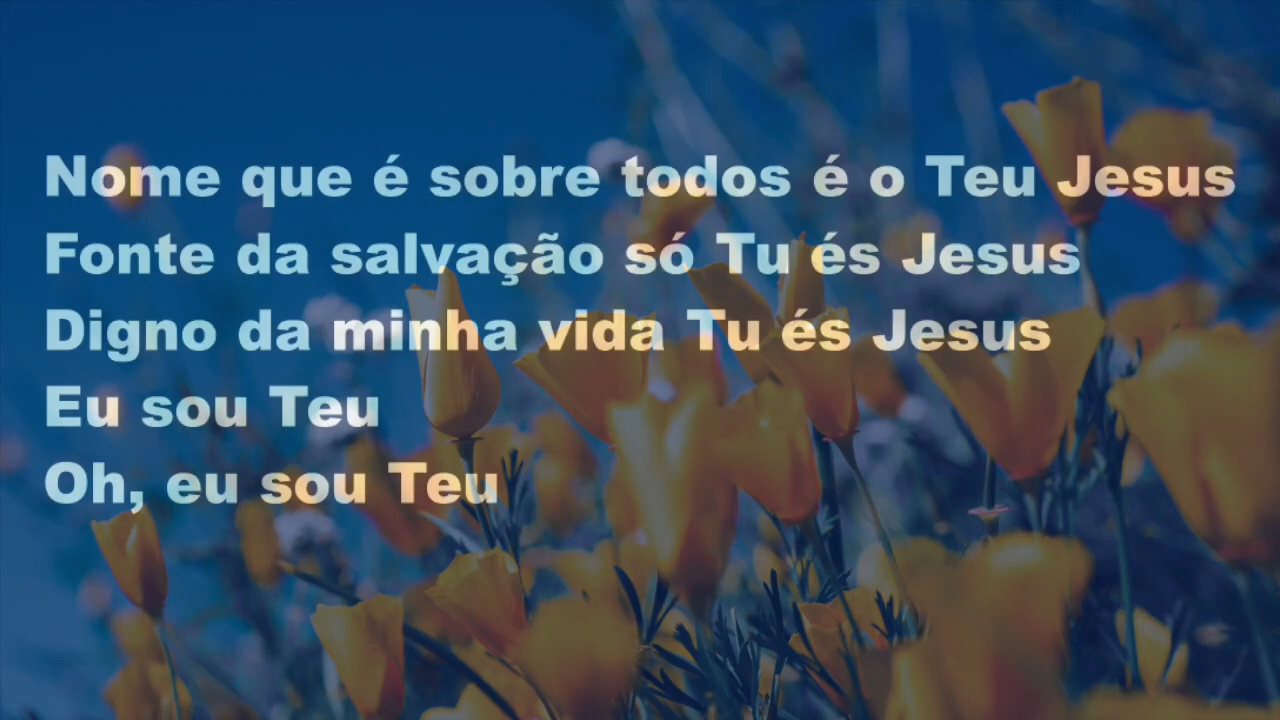 Nome que é sobre todos é o Teu Jesus
Fonte da salvação só Tu és Jesus
Digno da minha vida Tu és Jesus
Eu sou Teu
Oh, eu sou Teu